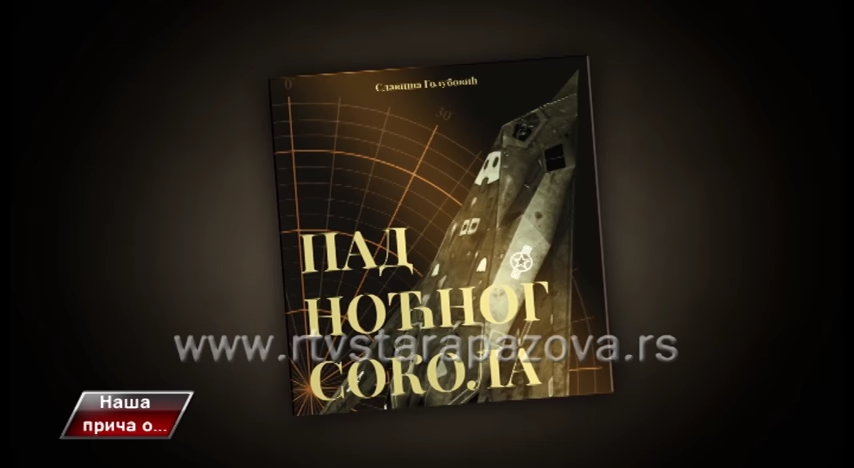 Славиша Голубовић
0
30
ПАД
НОЋНОГ
СОКОЛА
www.rtvstarapazova.rs
Наша
прича о...